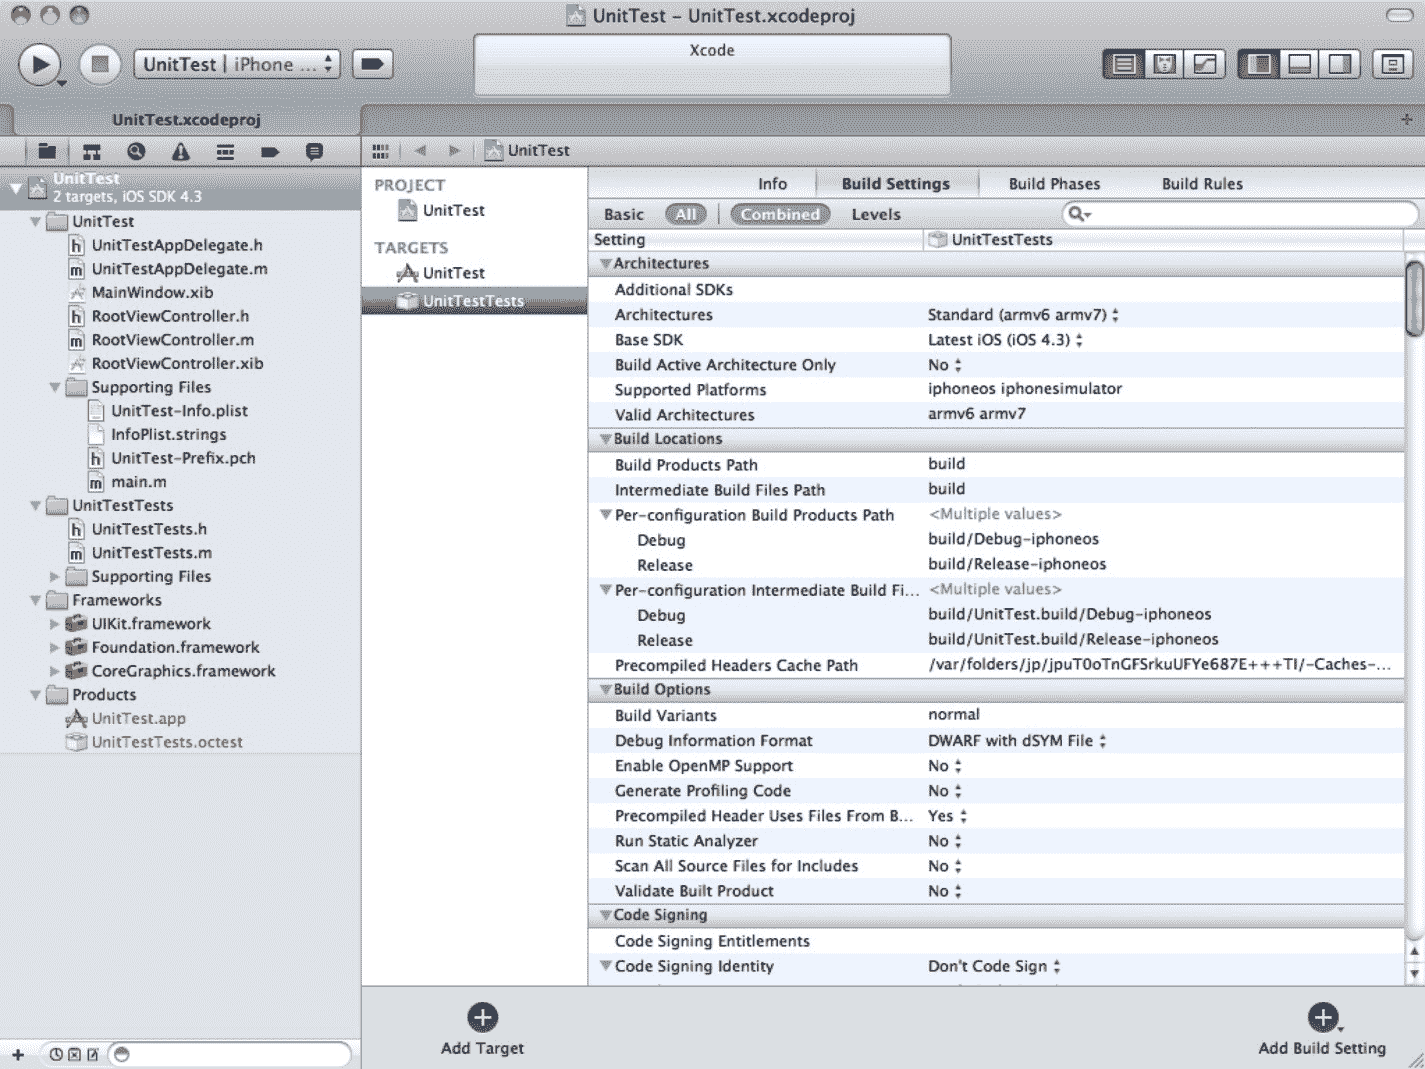 UnitTest – UnitTest.xcodeproj
UnitTest | iPhone ...
Xcode
UnitTest.xcodeproj
UnitTest
UnitTest
2 targets, iOS SDK 4.3
UnitTest
UnitTestAppDelegate.h
UnitTestAppDelegate.m
MainWindow.xib
RootViewController.h
RootViewController.m
RootViewController.xib
Supporting Files
UnitTest-Info.plist
InfoPlist.strings
UnitTest-Prefix.pch
main.m
UnitTestTests
UnitTestTests.h
UnitTestTests.m
Supporting Files
Frameworks
UIKit.framework
Foundation.framework
CoreGraphics.framework
Products
UnitTest.app
UnitTestTests.octest
PROJECT
UnitTest
TARGETS
UnitTest
UnitTestTests
Info Build Settings Build Phases Build Rules
Basic All Combined Levels
Setting UnitTestTests
Architectures
Additional SDKs
Architectures Standard (armv6 armv7)
Base SDK Latest iOS (iOS 4.3)
Build Active Architecture Only No
Supported Platforms iphoneos iphonesimulator
Valid Architectures armv6 armv7
Build Locations
Build Products Path build
Intermediate Build Files Path build
Per-configuration Build Products Path <Multiple values>
Debug build/Debug-iphoneos
Release build/Release-iphoneos
Per-configuration Intermediate Build Fi... <Multiple values>
Debug build/UnitTest.build/Debug-iphoneos
Release build/UnitTest.build/Release-iphoneos
Precompiled Headers Cache Path /var/folders/jp/jpuT0oTnGFSrkuUFYe687E+++TI/-Caches-...
Build Options
Build Variants normal
Debug Information Format DWARF with dSYM File
Enable OpenMP Support No
Generate Profiling Code No
Precompiled Header Uses Files From B... Yes
Run Static Analyzer No
Scan All Source Files for Includes No
Validate Built Product No
Code Signing
Code Signing Entitlements
Code Signing Identity Don't Code Sign
Add Target
Add Build Setting